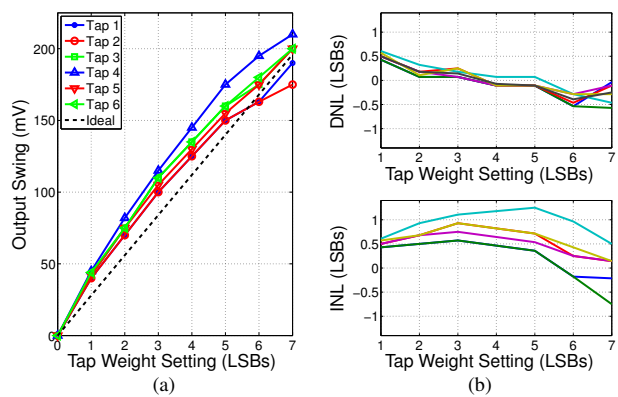 Output Swing (mV)
200
150
100
50
0
Tap 1
Tap 2
Tap 3
Tap 4
Tap 5
Tap 6
Ideal
0 1 2 3 4 5 6 7
Tap Weight Setting (LSBs)
(a)
DNL (LSBs)
1
0.5
0
−0.5
−1
1 2 3 4 5 6 7
Tap Weight Setting (LSBs)
INL (LSBs)
1
0.5
0
−0.5
−1
1 2 3 4 5 6 7
Tap Weight Setting (LSBs)
(b)